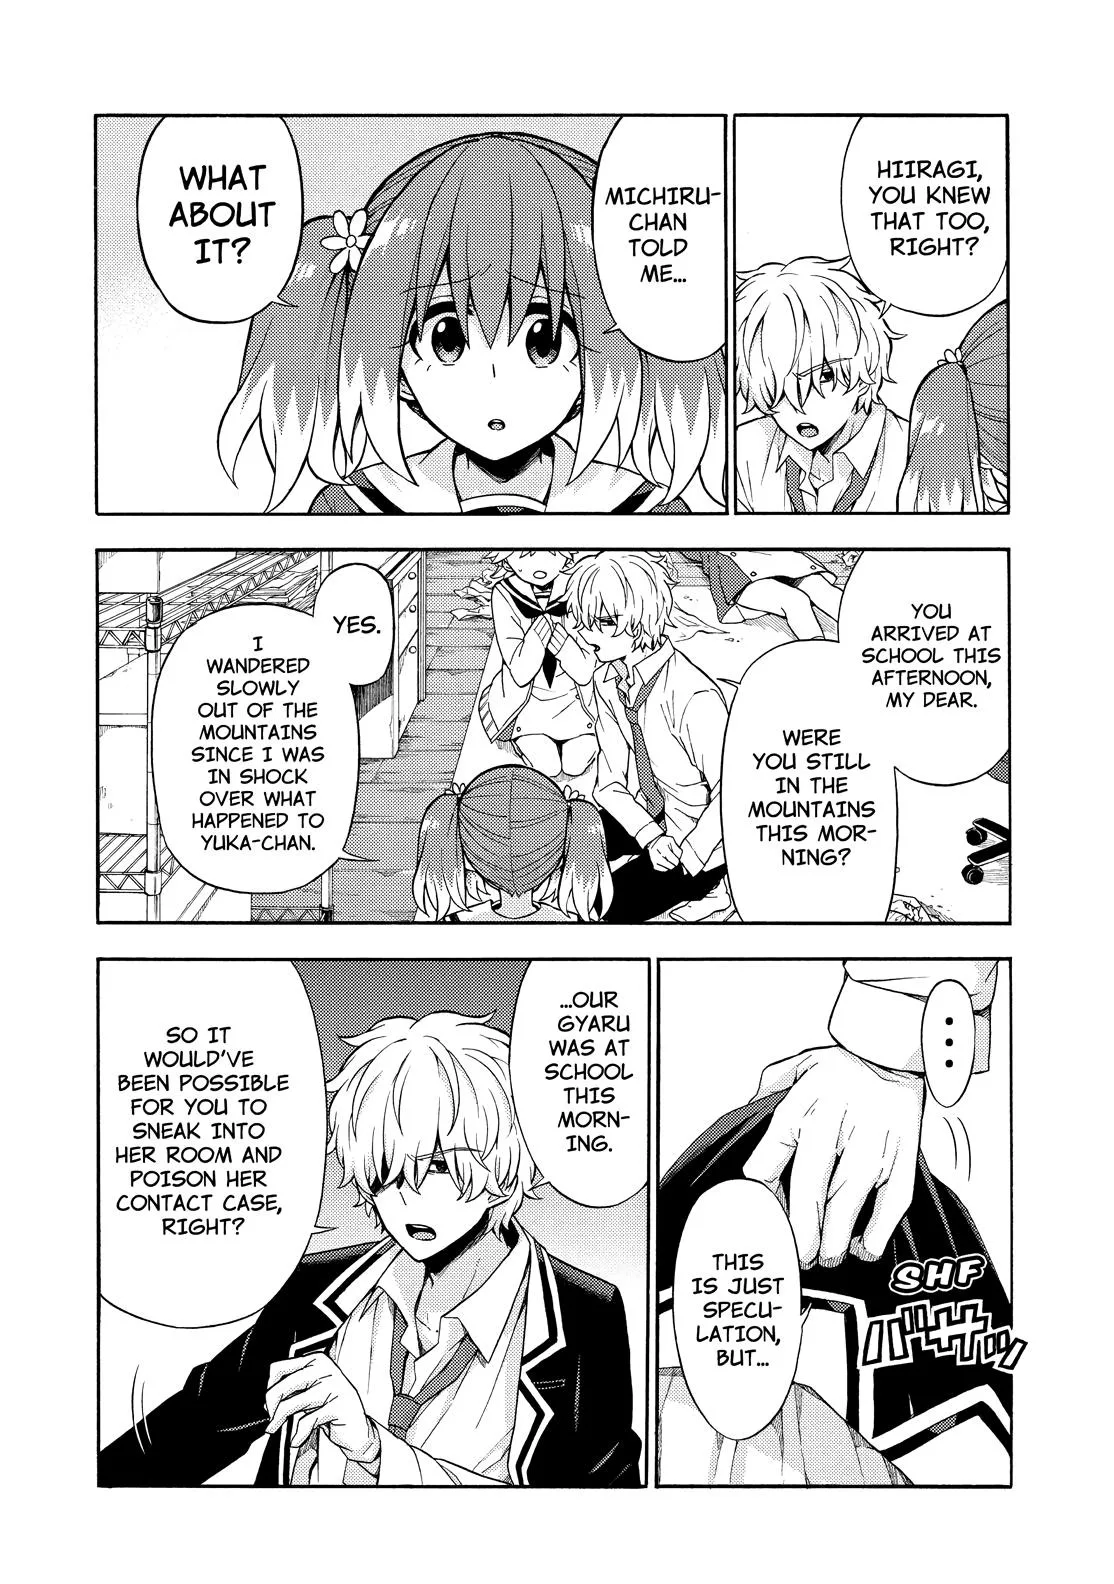 HIIRAGI,
YOU KNEW
THAT TOO,
RIGHT?
MICHIRU-
CHAN
TOLD
ME...
WHAT
ABOUT
IT?
YOU
ARRIVED AT
SCHOOL THIS
AFTERNOON,
MY DEAR.
WERE
YOU STILL
IN THE
MOUNTAINS
THIS MOR-
NING?
YES.
I
WANDERED
SLOWLY
OUT OF THE
MOUNTAINS
SINCE I WAS
IN SHOCK
OVER WHAT
HAPPENED TO
YUKA-CHAN.
...
THIS
IS JUST
SPECU-
LATION,
BUT...
SHF
バサッ
...OUR
GYARU
WAS AT
SCHOOL
THIS
MORN-
ING.
SO IT
WOULD'VE
BEEN POSSIBLE
FOR YOU TO
SNEAK INTO
HER ROOM AND
POISON HER
CONTACT CASE,
RIGHT?